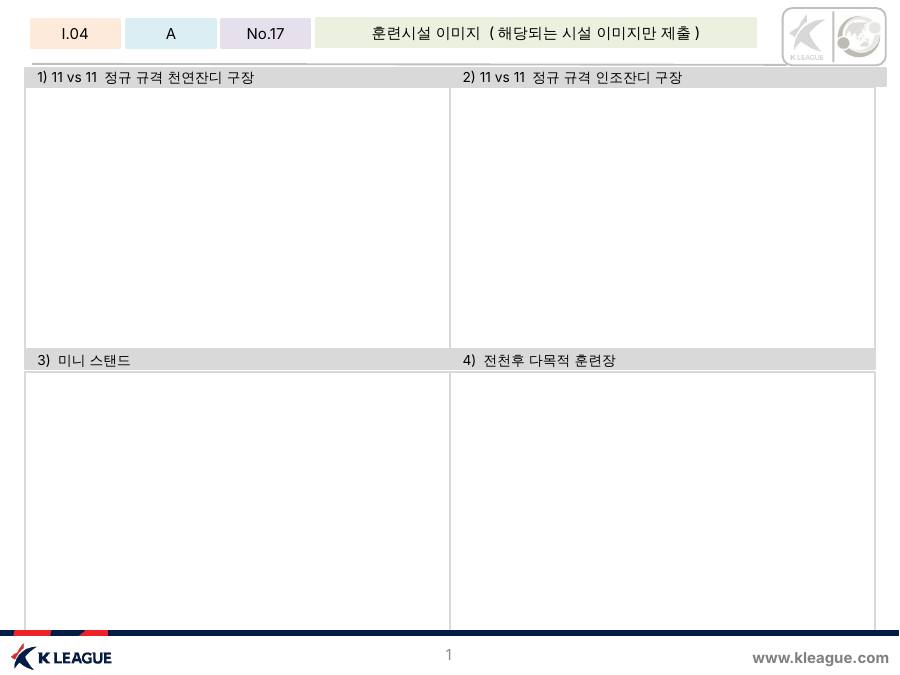 I.04
A
No.17
훈련시설 이미지 ( 해당되는 시설 이미지만 제출 )
K LEAGUE
1) 11 vs 11 정규 규격 천연잔디 구장
2) 11 vs 11 정규 규격 인조잔디 구장
3) 미니 스탠드
4) 전천후 다목적 훈련장
K LEAGUE
1
www.kleague.com